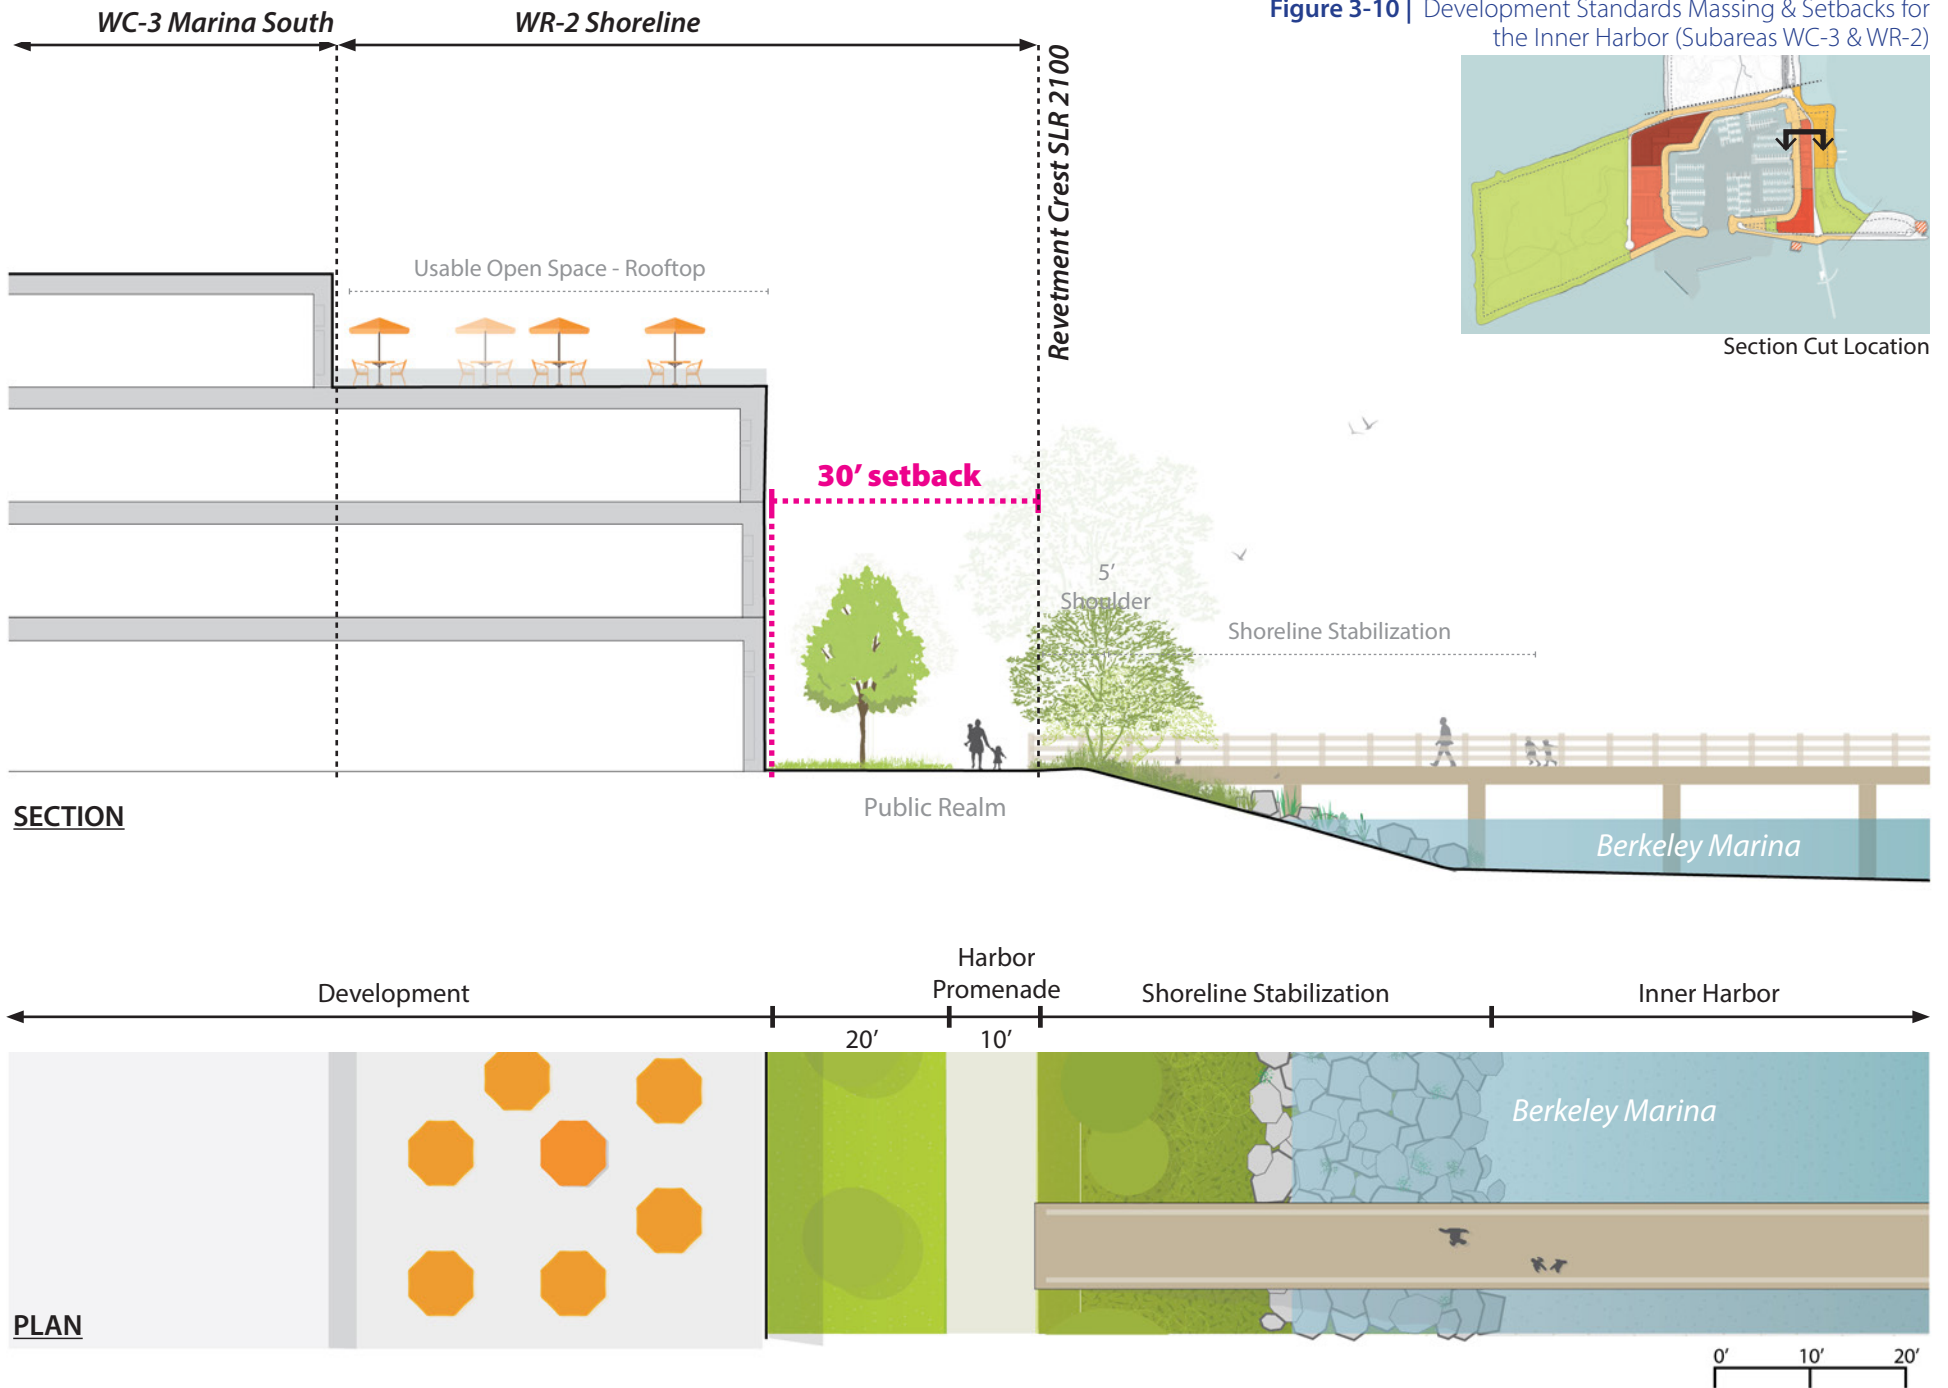 Figure 3-10 | Development Standards Massing & Setbacks for
the Inner Harbor (Subareas WC-3 & WR-2)
WC-3 Marina South
WR-2 Shoreline
Revetment Crest SLR 2100
Section Cut Location
Usable Open Space - Rooftop
30’ setback
5’
Shoulder
Shoreline Stabilization
Public Realm
SECTION
Berkeley Marina
Development
Harbor
Promenade
Shoreline Stabilization
Inner Harbor
20’
10’
Berkeley Marina
PLAN
0’
10’
20’